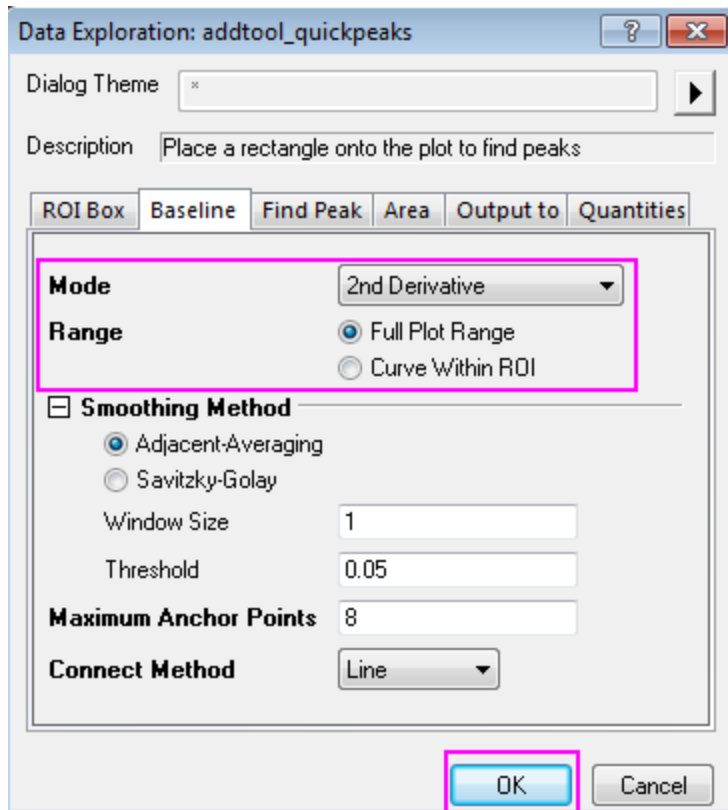 Data Exploration: addtool_quickpeaks
Dialog Theme *
Description Place a rectangle onto the plot to find peaks
ROI Box Baseline Find Peak Area Output to Quantities
Mode 2nd Derivative
Range Full Plot Range
Curve Within ROI
Smoothing Method
Adjacent-Averaging
Savitzky-Golay
Window Size 1
Threshold 0.05
Maximum Anchor Points 8
Connect Method Line
OK Cancel